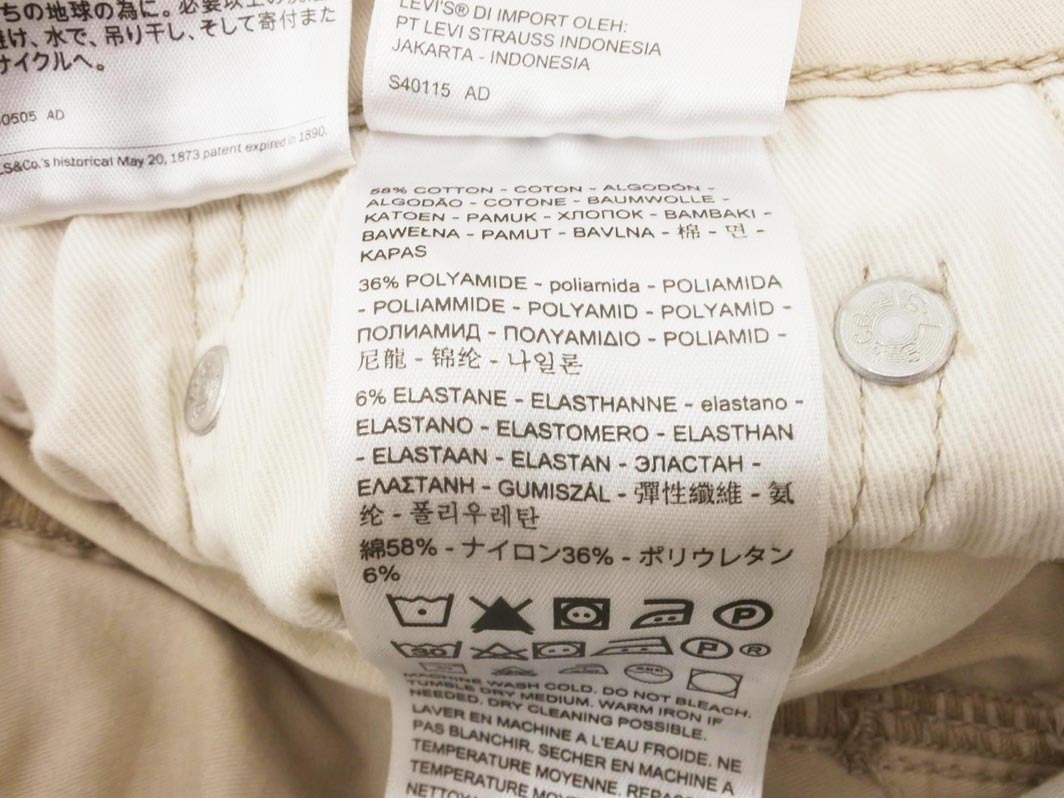 ちの地球の為に。必要以上の洗濯
避け、水で、吊り干し、そして寄付また
サイクルへ。
0505 AD
LS&Co.'s historical May 20, 1873 patent expired in 1890.
LEVI'S® DI IMPORT OLEH:
PT LEVI STRAUSS INDONESIA
JAKARTA - INDONESIA
S40115 AD
58% COTTON - COTON - ALGODÓN -
ALGODÃO - COTONE - BAUMWOLLE -
KATOEN - PAMUK - ХЛОПОК - ΒΑΜΒΑΚΙ -
BAWEŁNA - PAMUT - BAVLNA - 棉 - 면 -
KAPAS
36% POLYAMIDE - poliamida - POLIAMIDA
- POLIAMMIDE - POLYAMID - POLYAMİD -
ПОЛИАМИД - ΠΟΛΥΑΜΙΔΙΟ - POLIAMID -
尼龍 - 锦纶 - 나일론
6% ELASTANE - ELASTHANNE - elastano -
ELASTANO - ELASTOMERO - ELASTHAN
- ELASTAAN - ELASTAN - ЭЛАСТАН -
ΕΛΑΣΤΑΝΗ - GUMISZÁL - 彈性纖維 - 氨
纶 - 폴리우레탄
綿58% - ナイロン36% - ポリウレタン
6%
P
30 P ®
MACHINE WASH COLD. DO NOT BLEACH.
TUMBLE DRY MEDIUM. WARM IRON IF
NEEDED. DRY CLEANING POSSIBLE.
LAVER EN MACHINE A L'EAU FROIDE. NE
PAS BLANCHIR. SECHER EN MACHINE A
TEMPERATURE MOYENNE. REPASSAGE
TEMPERATURE